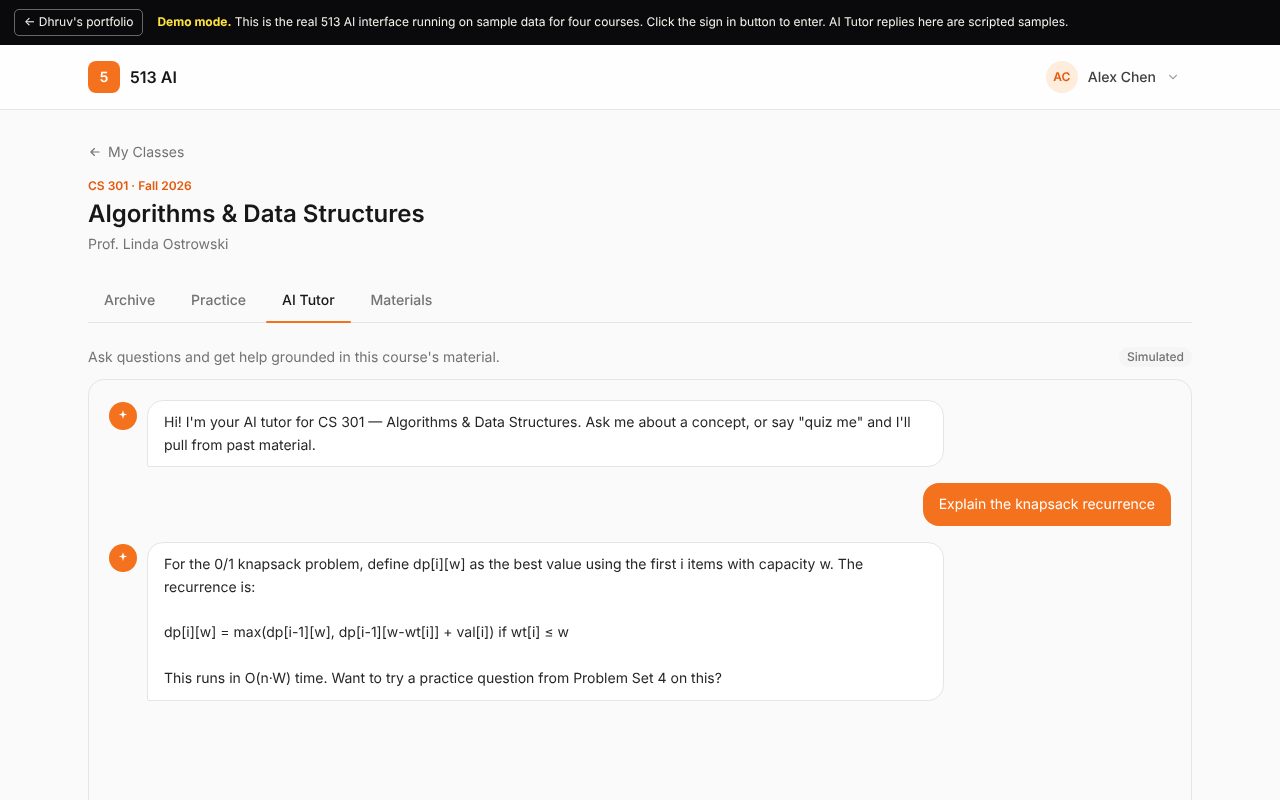 ← Dhruv's portfolio
Demo mode. This is the real 513 AI interface running on sample data for four courses. Click the sign in button to enter. AI Tutor replies here are scripted samples.
5
513 AI
AC
Alex Chen
← My Classes
CS 301 · Fall 2026
Algorithms & Data Structures
Prof. Linda Ostrowski
Archive
Practice
AI Tutor
Materials
Ask questions and get help grounded in this course's material.
Simulated
Hi! I'm your AI tutor for CS 301 — Algorithms & Data Structures. Ask me about a concept, or say "quiz me" and I'll
pull from past material.
Explain the knapsack recurrence
For the 0/1 knapsack problem, define dp[i][w] as the best value using the first i items with capacity w. The
recurrence is:
dp[i][w] = max(dp[i-1][w], dp[i-1][w-wt[i]] + val[i]) if wt[i] ≤ w
This runs in O(n·W) time. Want to try a practice question from Problem Set 4 on this?